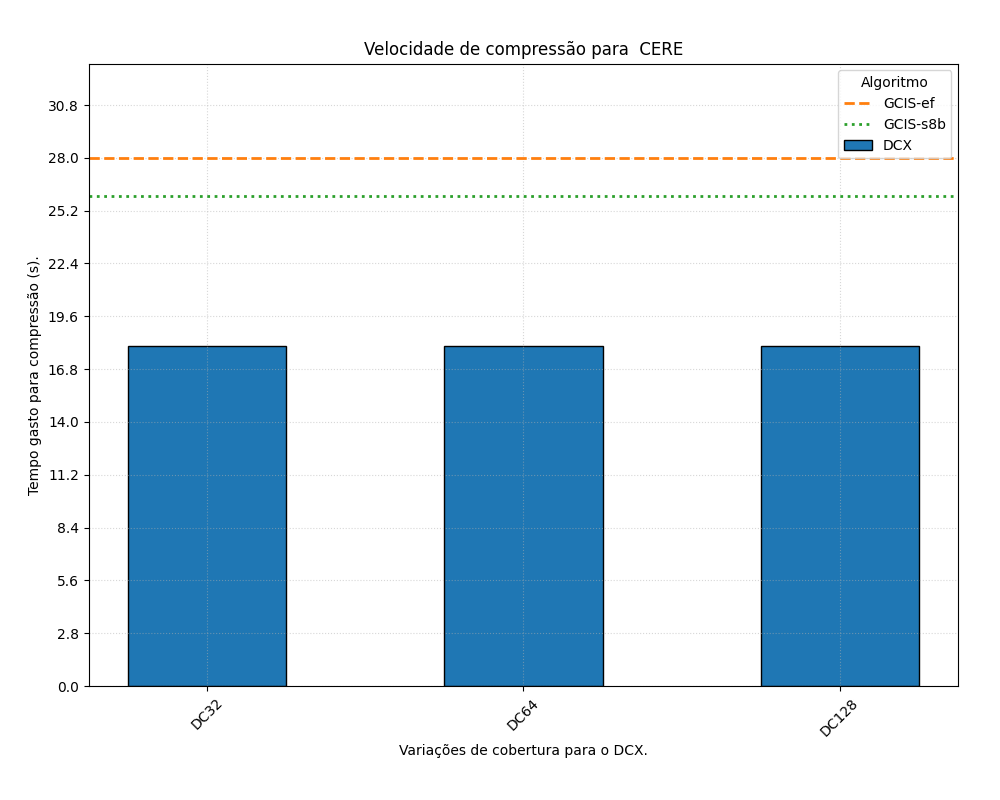 Velocidade de compressão para  CERE
Algoritmo
GCIS-ef
GCIS-s8b
DCX
Tempo gasto para compressão (s).
30.8
28.0
25.2
22.4
19.6
16.8
14.0
11.2
8.4
5.6
2.8
0.0
DC32
DC64
DC128
Variações de cobertura para o DCX.